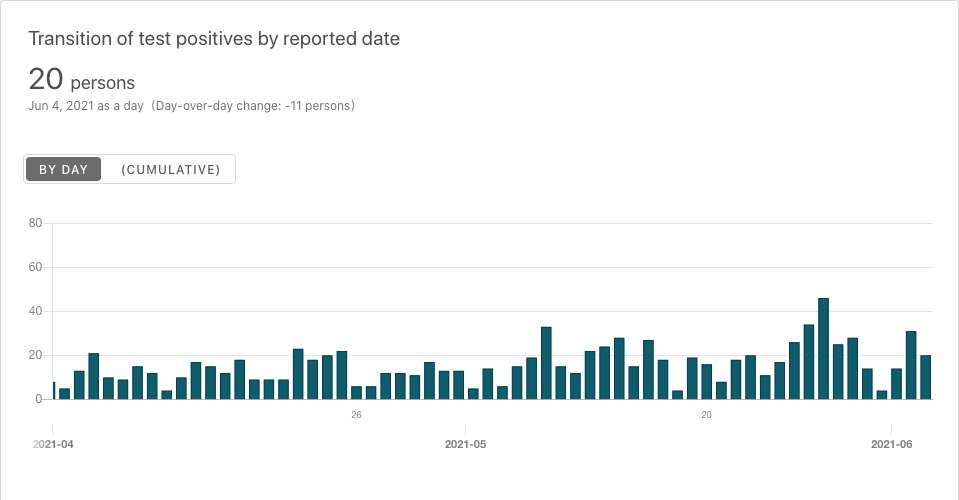 Transition of test positives by reported date
20 persons
Jun 4, 2021 as a day (Day-over-day change: -11 persons)
BY DAY (CUMULATIVE)
80
60
40
20
0
26 20
2021-04 2021-05 2021-06